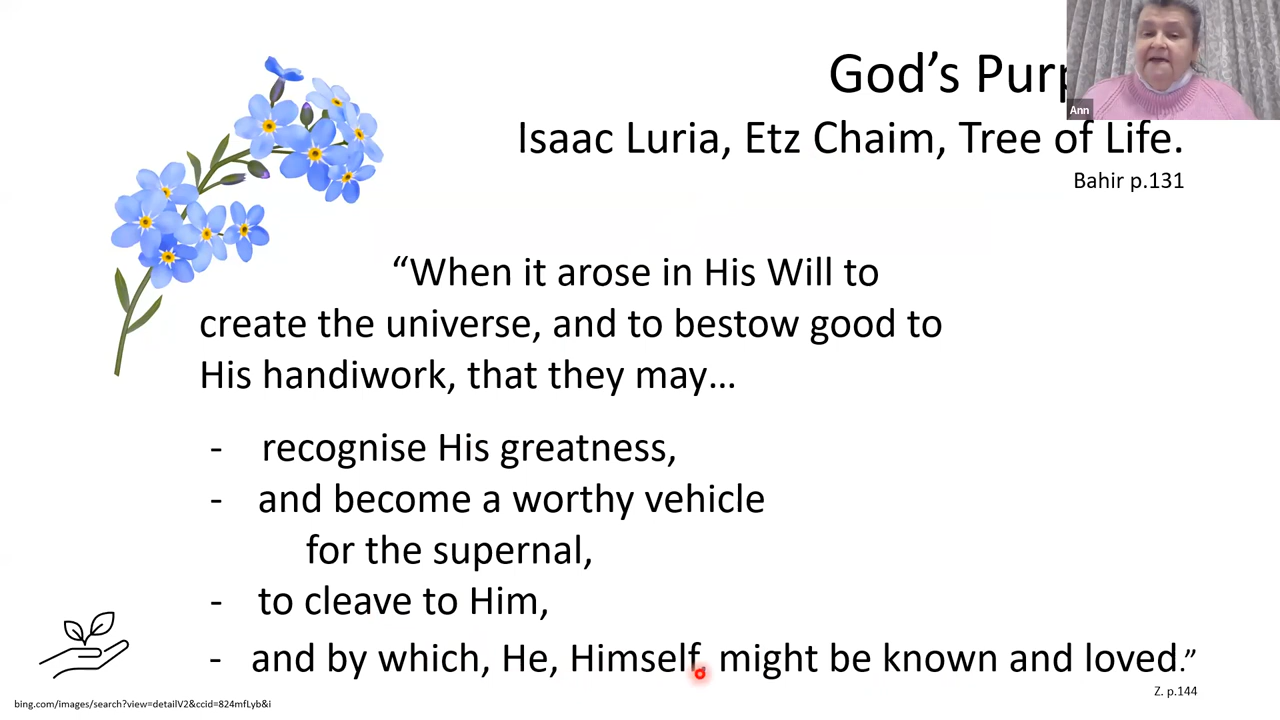 God's Purp
Ann
Isaac Luria, Etz Chaim, Tree of Life.
Bahir p.131
“When it arose in His Will to
create the universe, and to bestow good to
His handiwork, that they may…
- recognise His greatness,
- and become a worthy vehicle
for the supernal,
- to cleave to Him,
- and by which, He, Himself, might be known and loved.”
Z. p.144
bing.com/images/search?view=detailV2&ccid=824mfLyb&i